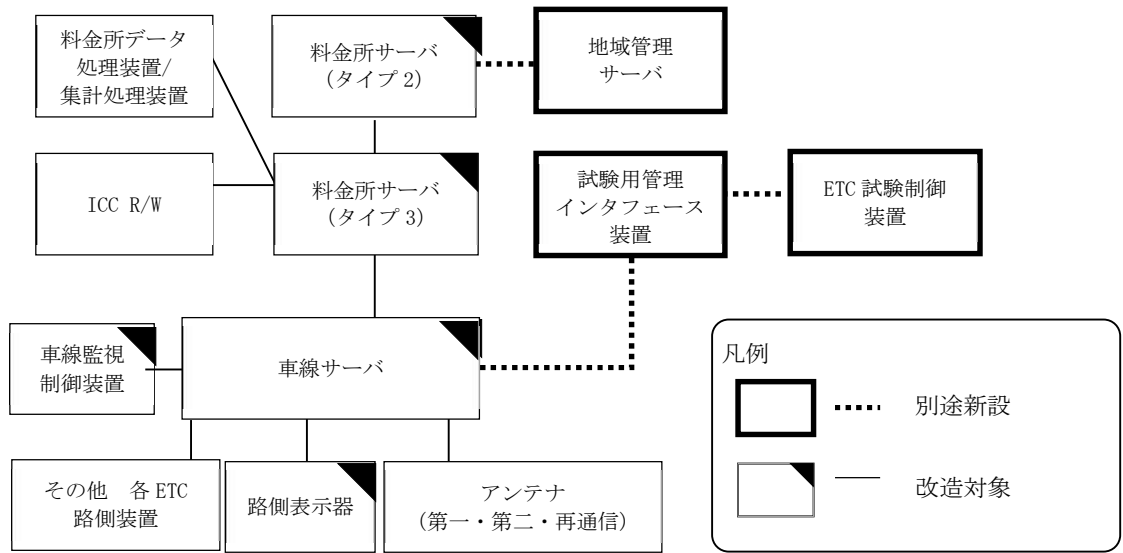 料金所データ
処理装置/
集計処理装置
料金所サーバ
(タイプ2)
地域管理
サーバ
ICC R/W
料金所サーバ
(タイプ3)
試験用管理
インタフェース
装置
ETC 試験制御
装置
車線監視
制御装置
車線サーバ
凡例
別途新設
改造対象
その他 各ETC
路側装置
路側表示器
アンテナ
(第一・第二・再通信)